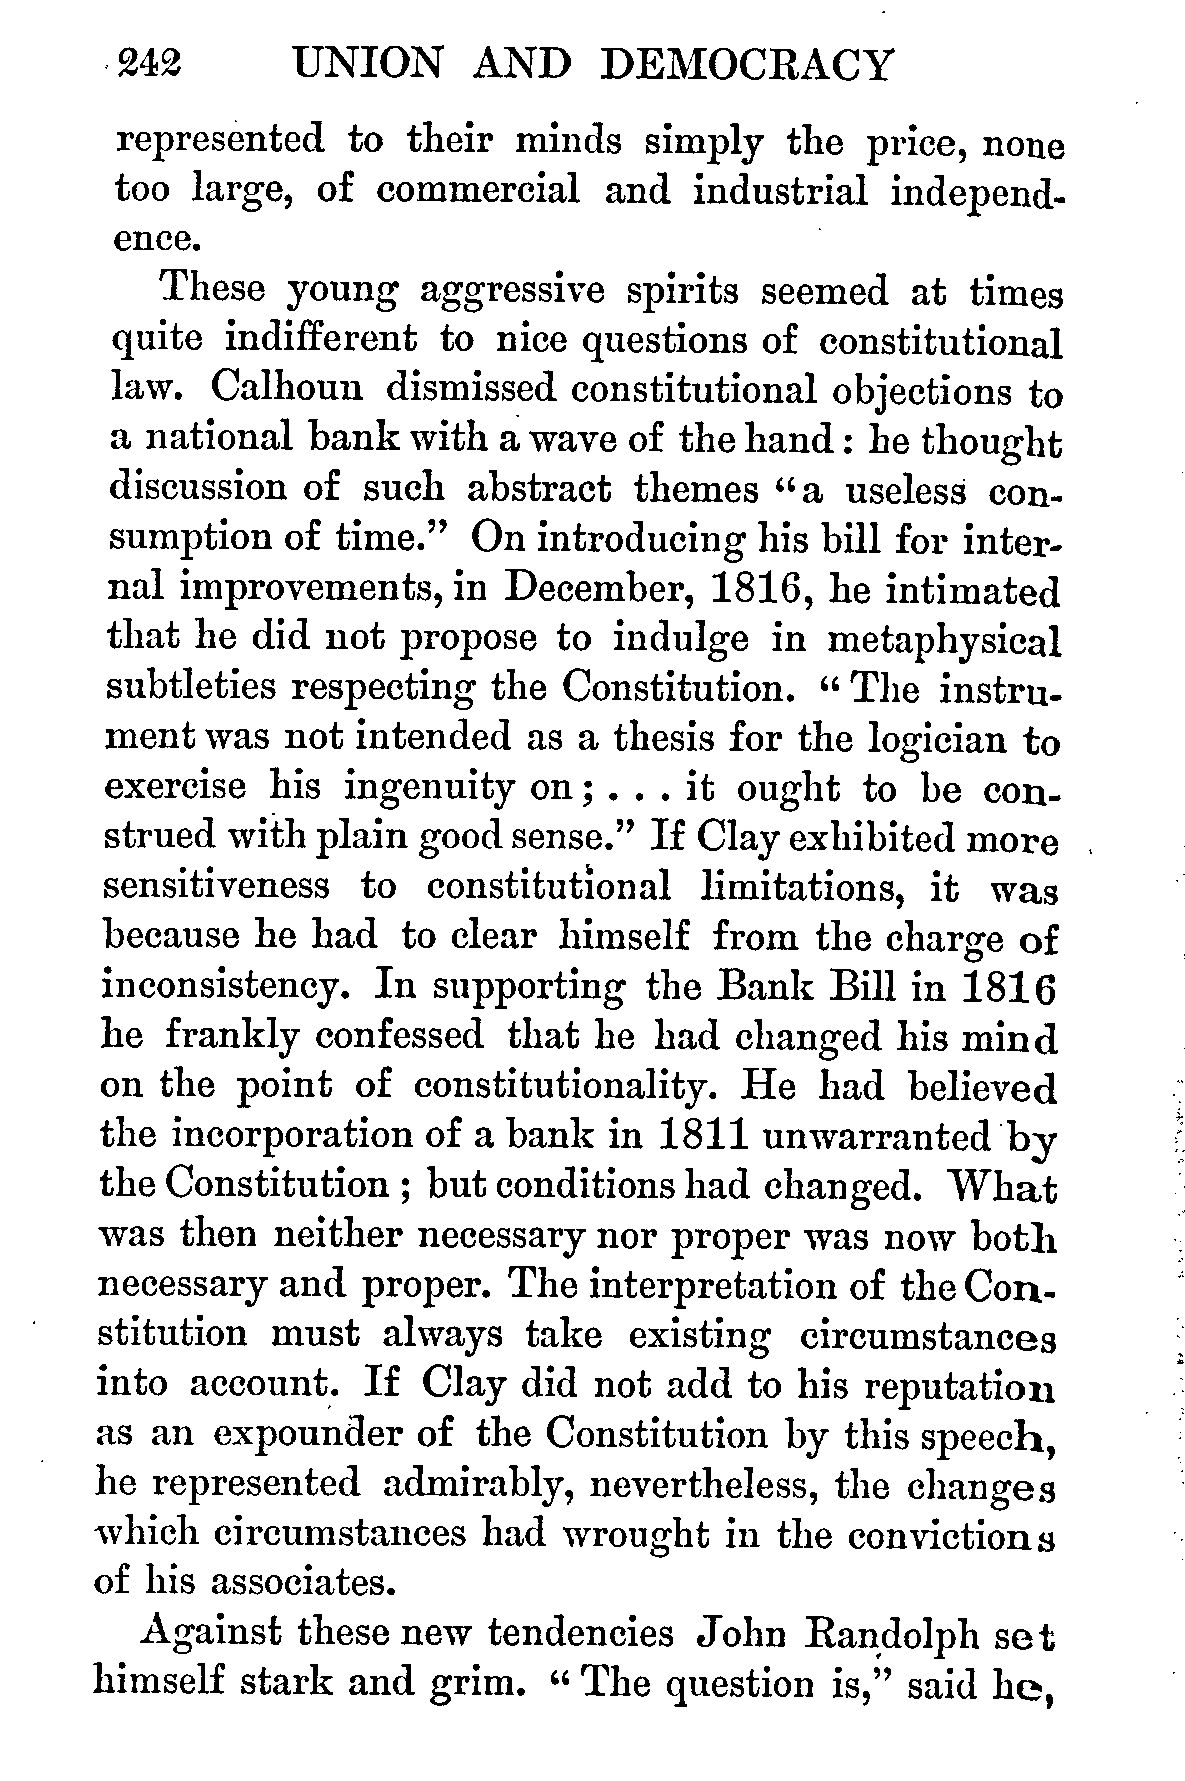 242 UNION AND DEMOCRACY
represented to their minds simply the price, none
too large, of commercial and industrial independ-
ence.
These young aggressive spirits seemed at times
quite indifferent to nice questions of constitutional
law. Calhoun dismissed constitutional objections to
a national bank with a wave of the hand : he thought
discussion of such abstract themes “a useless con-
sumption of time.” On introducing his bill for inter-
nal improvements, in December, 1816, he intimated
that he did not propose to indulge in metaphysical
subtleties respecting the Constitution. “The instru-
ment was not intended as a thesis for the logician to
exercise his ingenuity on ; . . . it ought to be con-
strued with plain good sense.” If Clay exhibited more
sensitiveness to constitutional limitations, it was
because he had to clear himself from the charge of
inconsistency. In supporting the Bank Bill in 1816
he frankly confessed that he had changed his mind
on the point of constitutionality. He had believed
the incorporation of a bank in 1811 unwarranted by
the Constitution ; but conditions had changed. What
was then neither necessary nor proper was now both
necessary and proper. The interpretation of the Con-
stitution must always take existing circumstances
into account. If Clay did not add to his reputation
as an expounder of the Constitution by this speech,
he represented admirably, nevertheless, the changes
which circumstances had wrought in the convictions
of his associates.
Against these new tendencies John Randolph set
himself stark and grim. “The question is,” said he,